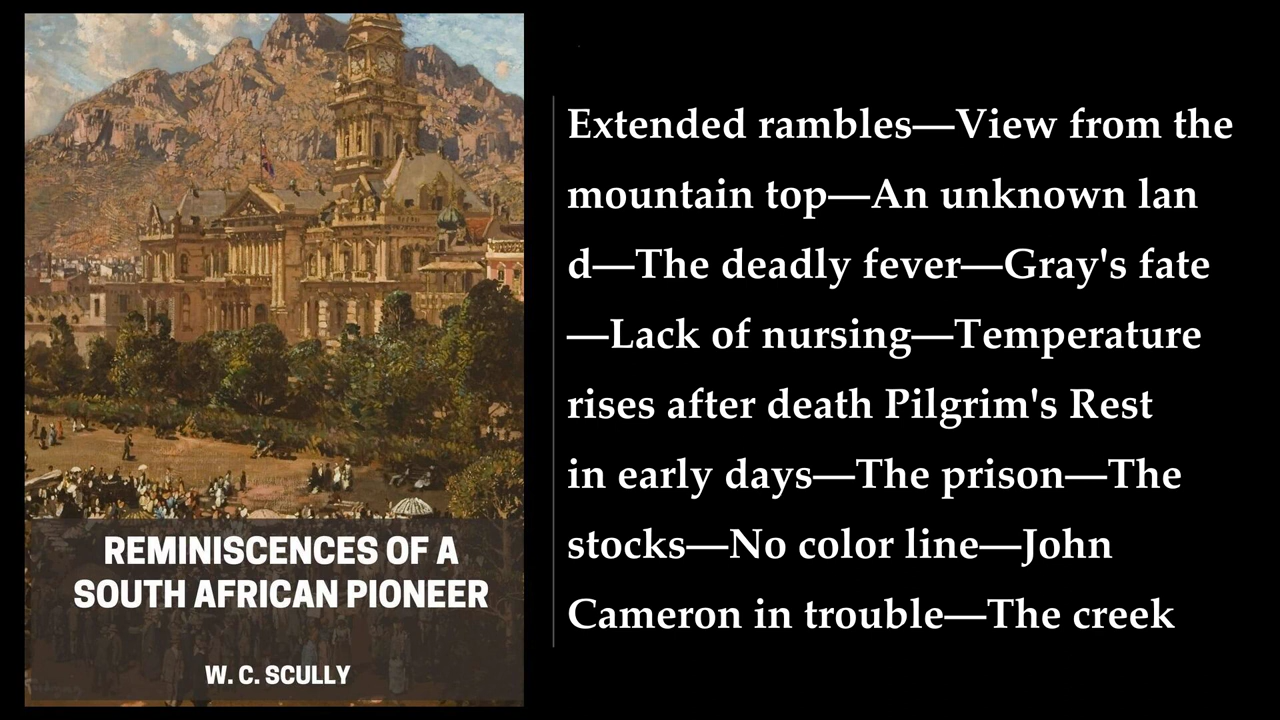 REMINISCENCES OF A
SOUTH AFRICAN PIONEER
W. C. SCULLY
Extended rambles—View from the
mountain top—An unknown lan
d—The deadly fever—Gray's fate
—Lack of nursing—Temperature
rises after death Pilgrim's Rest
in early days—The prison—The
stocks—No color line—John
Cameron in trouble—The creek